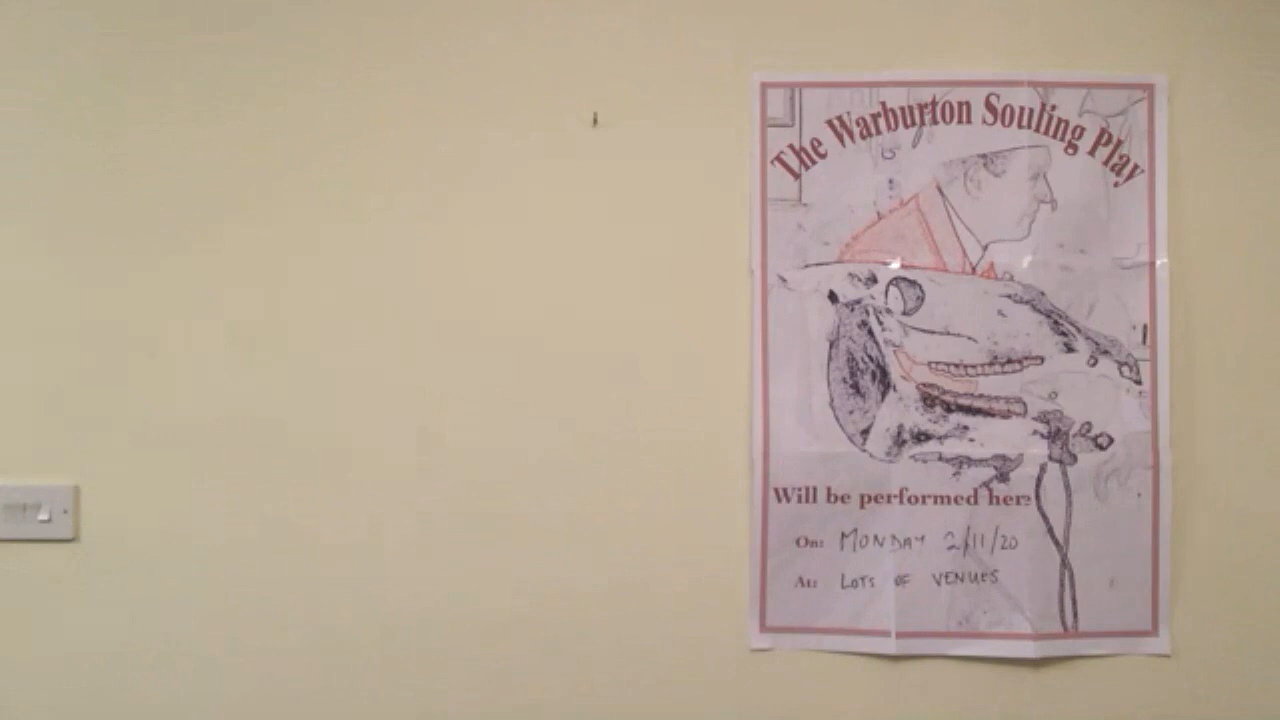 The Warburton Souling Play
Will be performed here:
On: MONDAY 2/11/20
At: LOTS OF VENUES